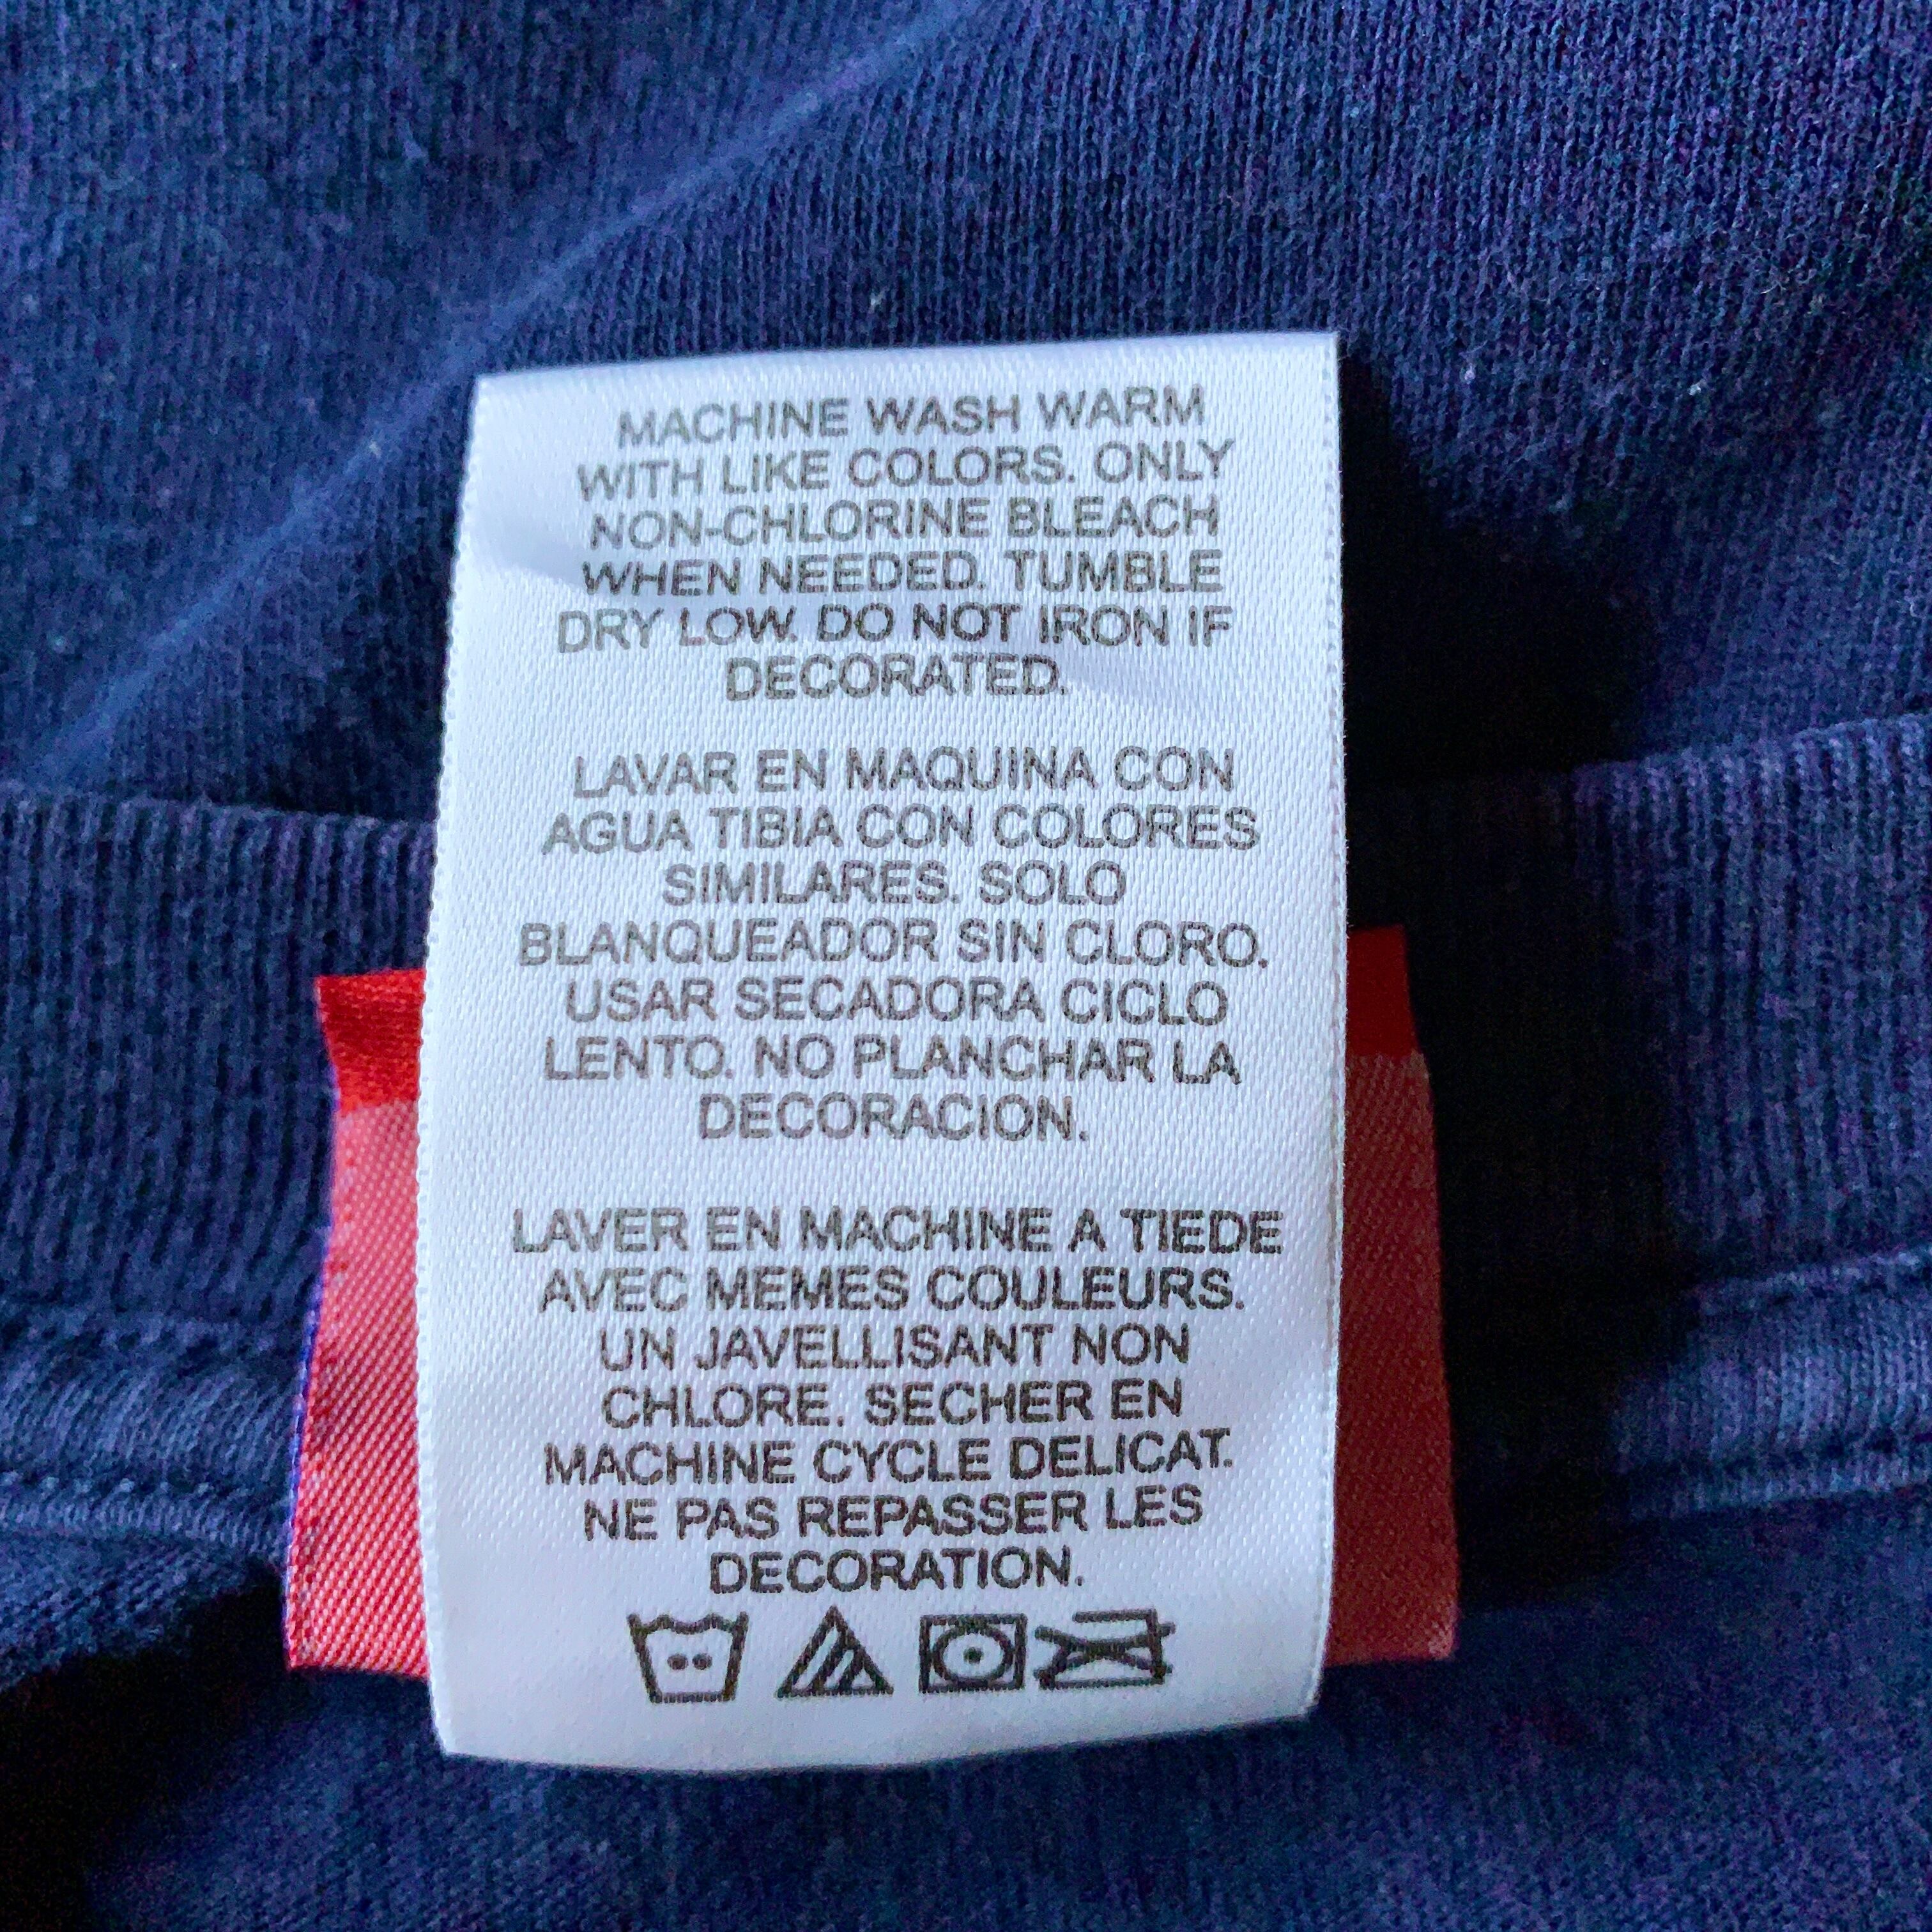 MACHINE WASH WARM
WITH LIKE COLORS. ONLY
NON-CHLORINE BLEACH
WHEN NEEDED. TUMBLE
DRY LOW. DO NOT IRON IF
DECORATED.
LAVAR EN MAQUINA CON
AGUA TIBIA CON COLORES
SIMILARES. SOLO
BLANQUEADOR SIN CLORO.
USAR SECADORA CICLO
LENTO. NO PLANCHAR LA
DECORACION.
LAVER EN MACHINE A TIEDE
AVEC MEMES COULEURS.
UN JAVELLISANT NON
CHLORE. SECHER EN
MACHINE CYCLE DELICAT.
NE PAS REPASSER LES
DECORATION.